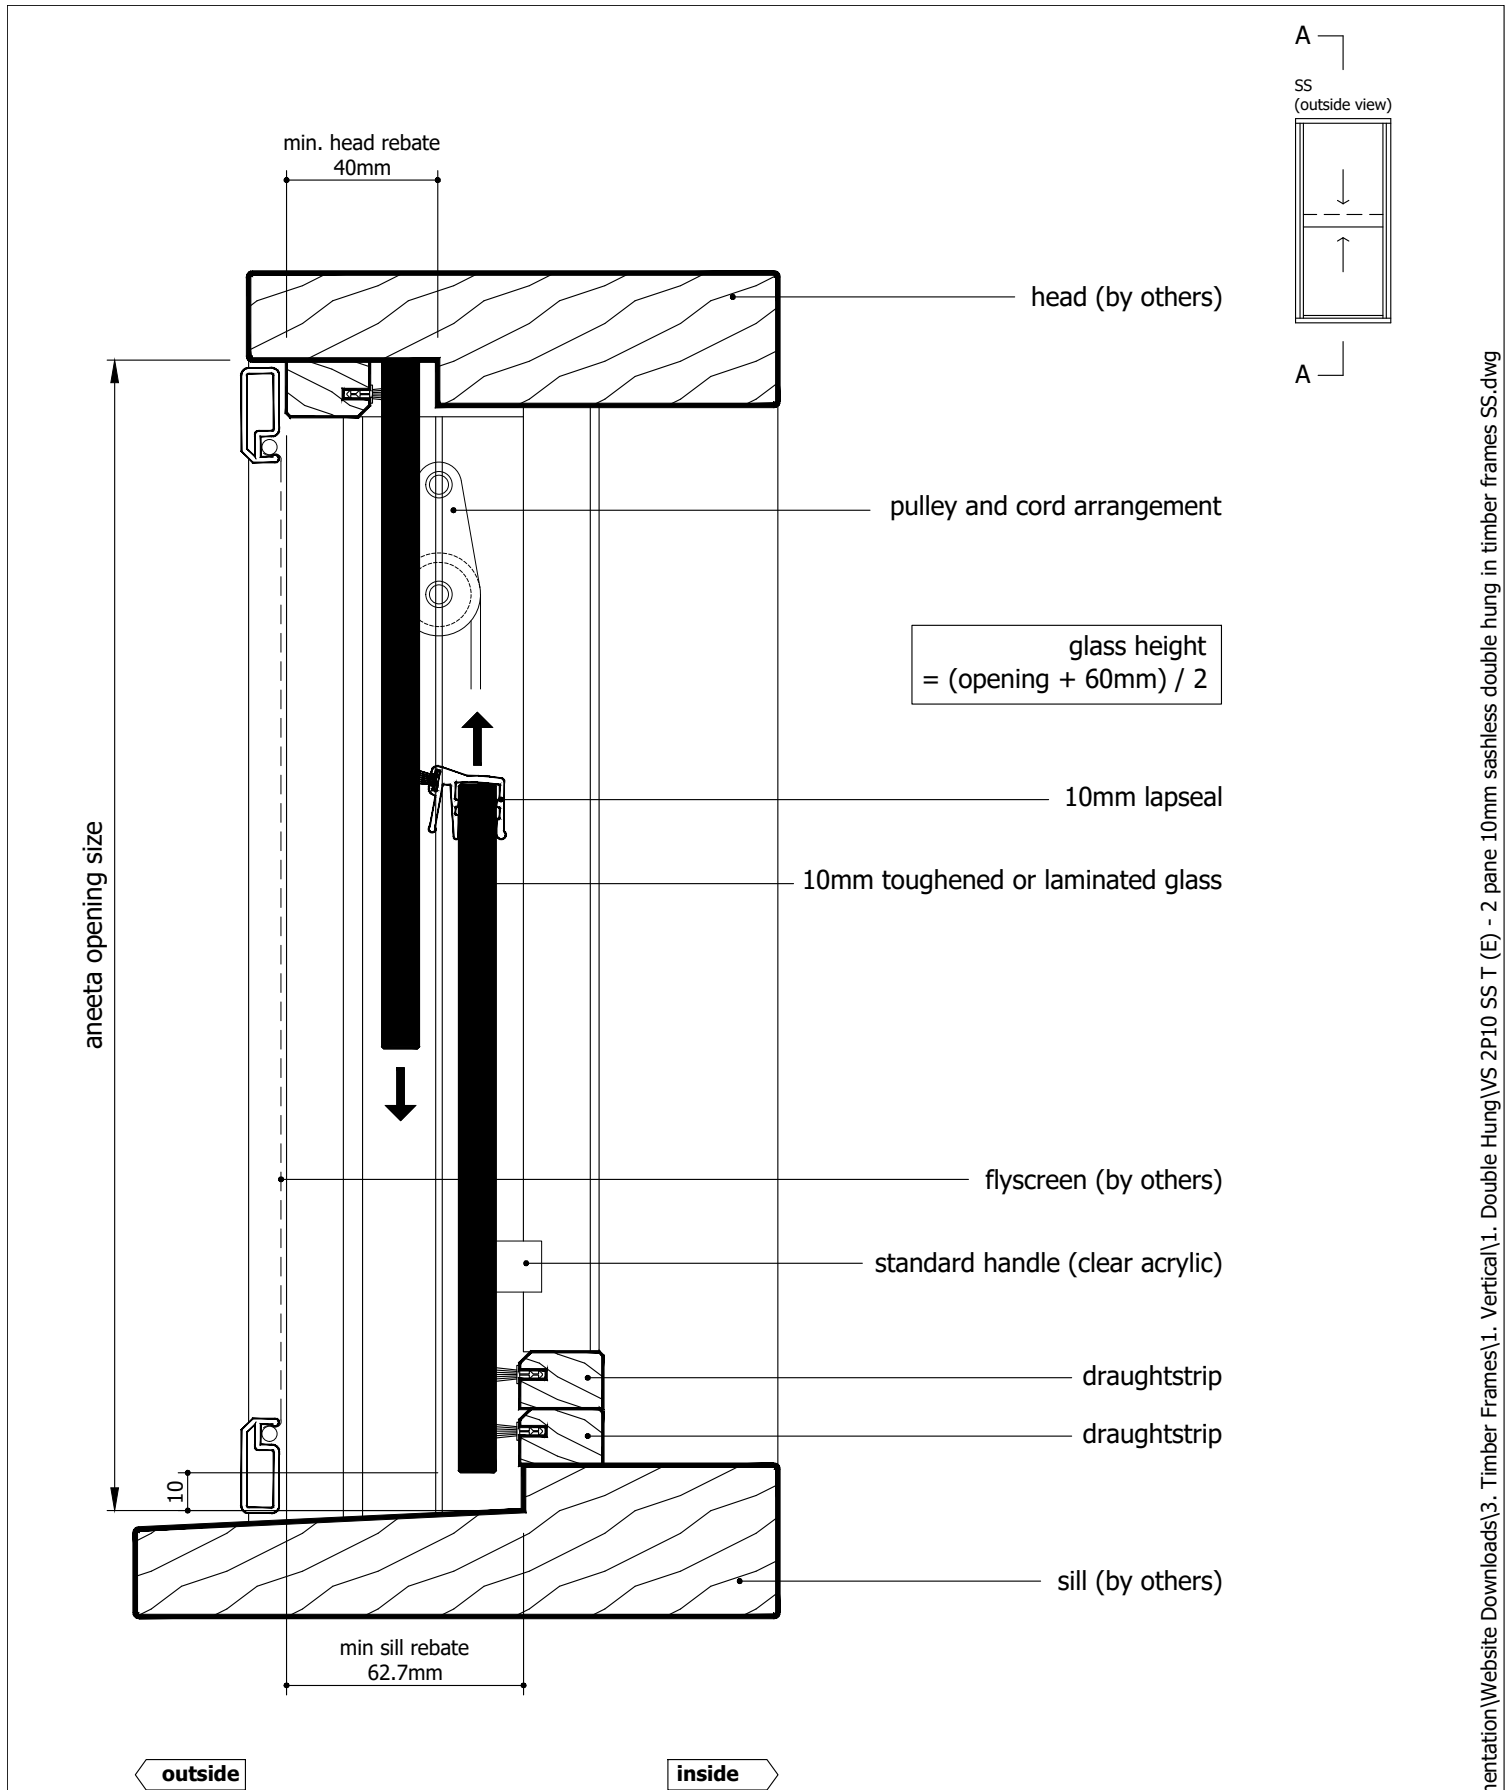 A
SS
(outside view)
A
min. head rebate
40mm
head (by others)
pulley and cord arrangement
glass height
= (opening + 60mm) / 2
10mm lapseal
10mm toughened or laminated glass
aneeta opening size
flyscreen (by others)
standard handle (clear acrylic)
draughtstrip
draughtstrip
10
sill (by others)
min sill rebate
62.7mm
outside
inside
entation\Website Downloads\3. Timber Frames\1. Vertical\1. Double Hung\VS 2P10 SS T (E) - 2 pane 10mm sashless double hung in timber frames SS.dwg